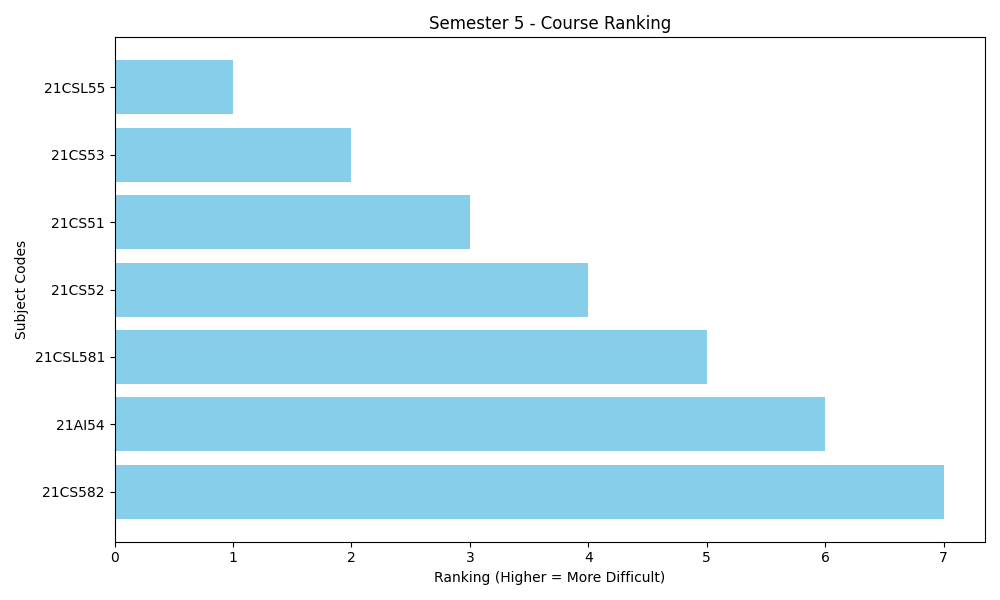 Semester 5 - Course Ranking
Subject Codes
21CSL55
21CS53
21CS51
21CS52
21CSL581
21AI54
21CS582
0 1 2 3 4 5 6 7
Ranking (Higher = More Difficult)